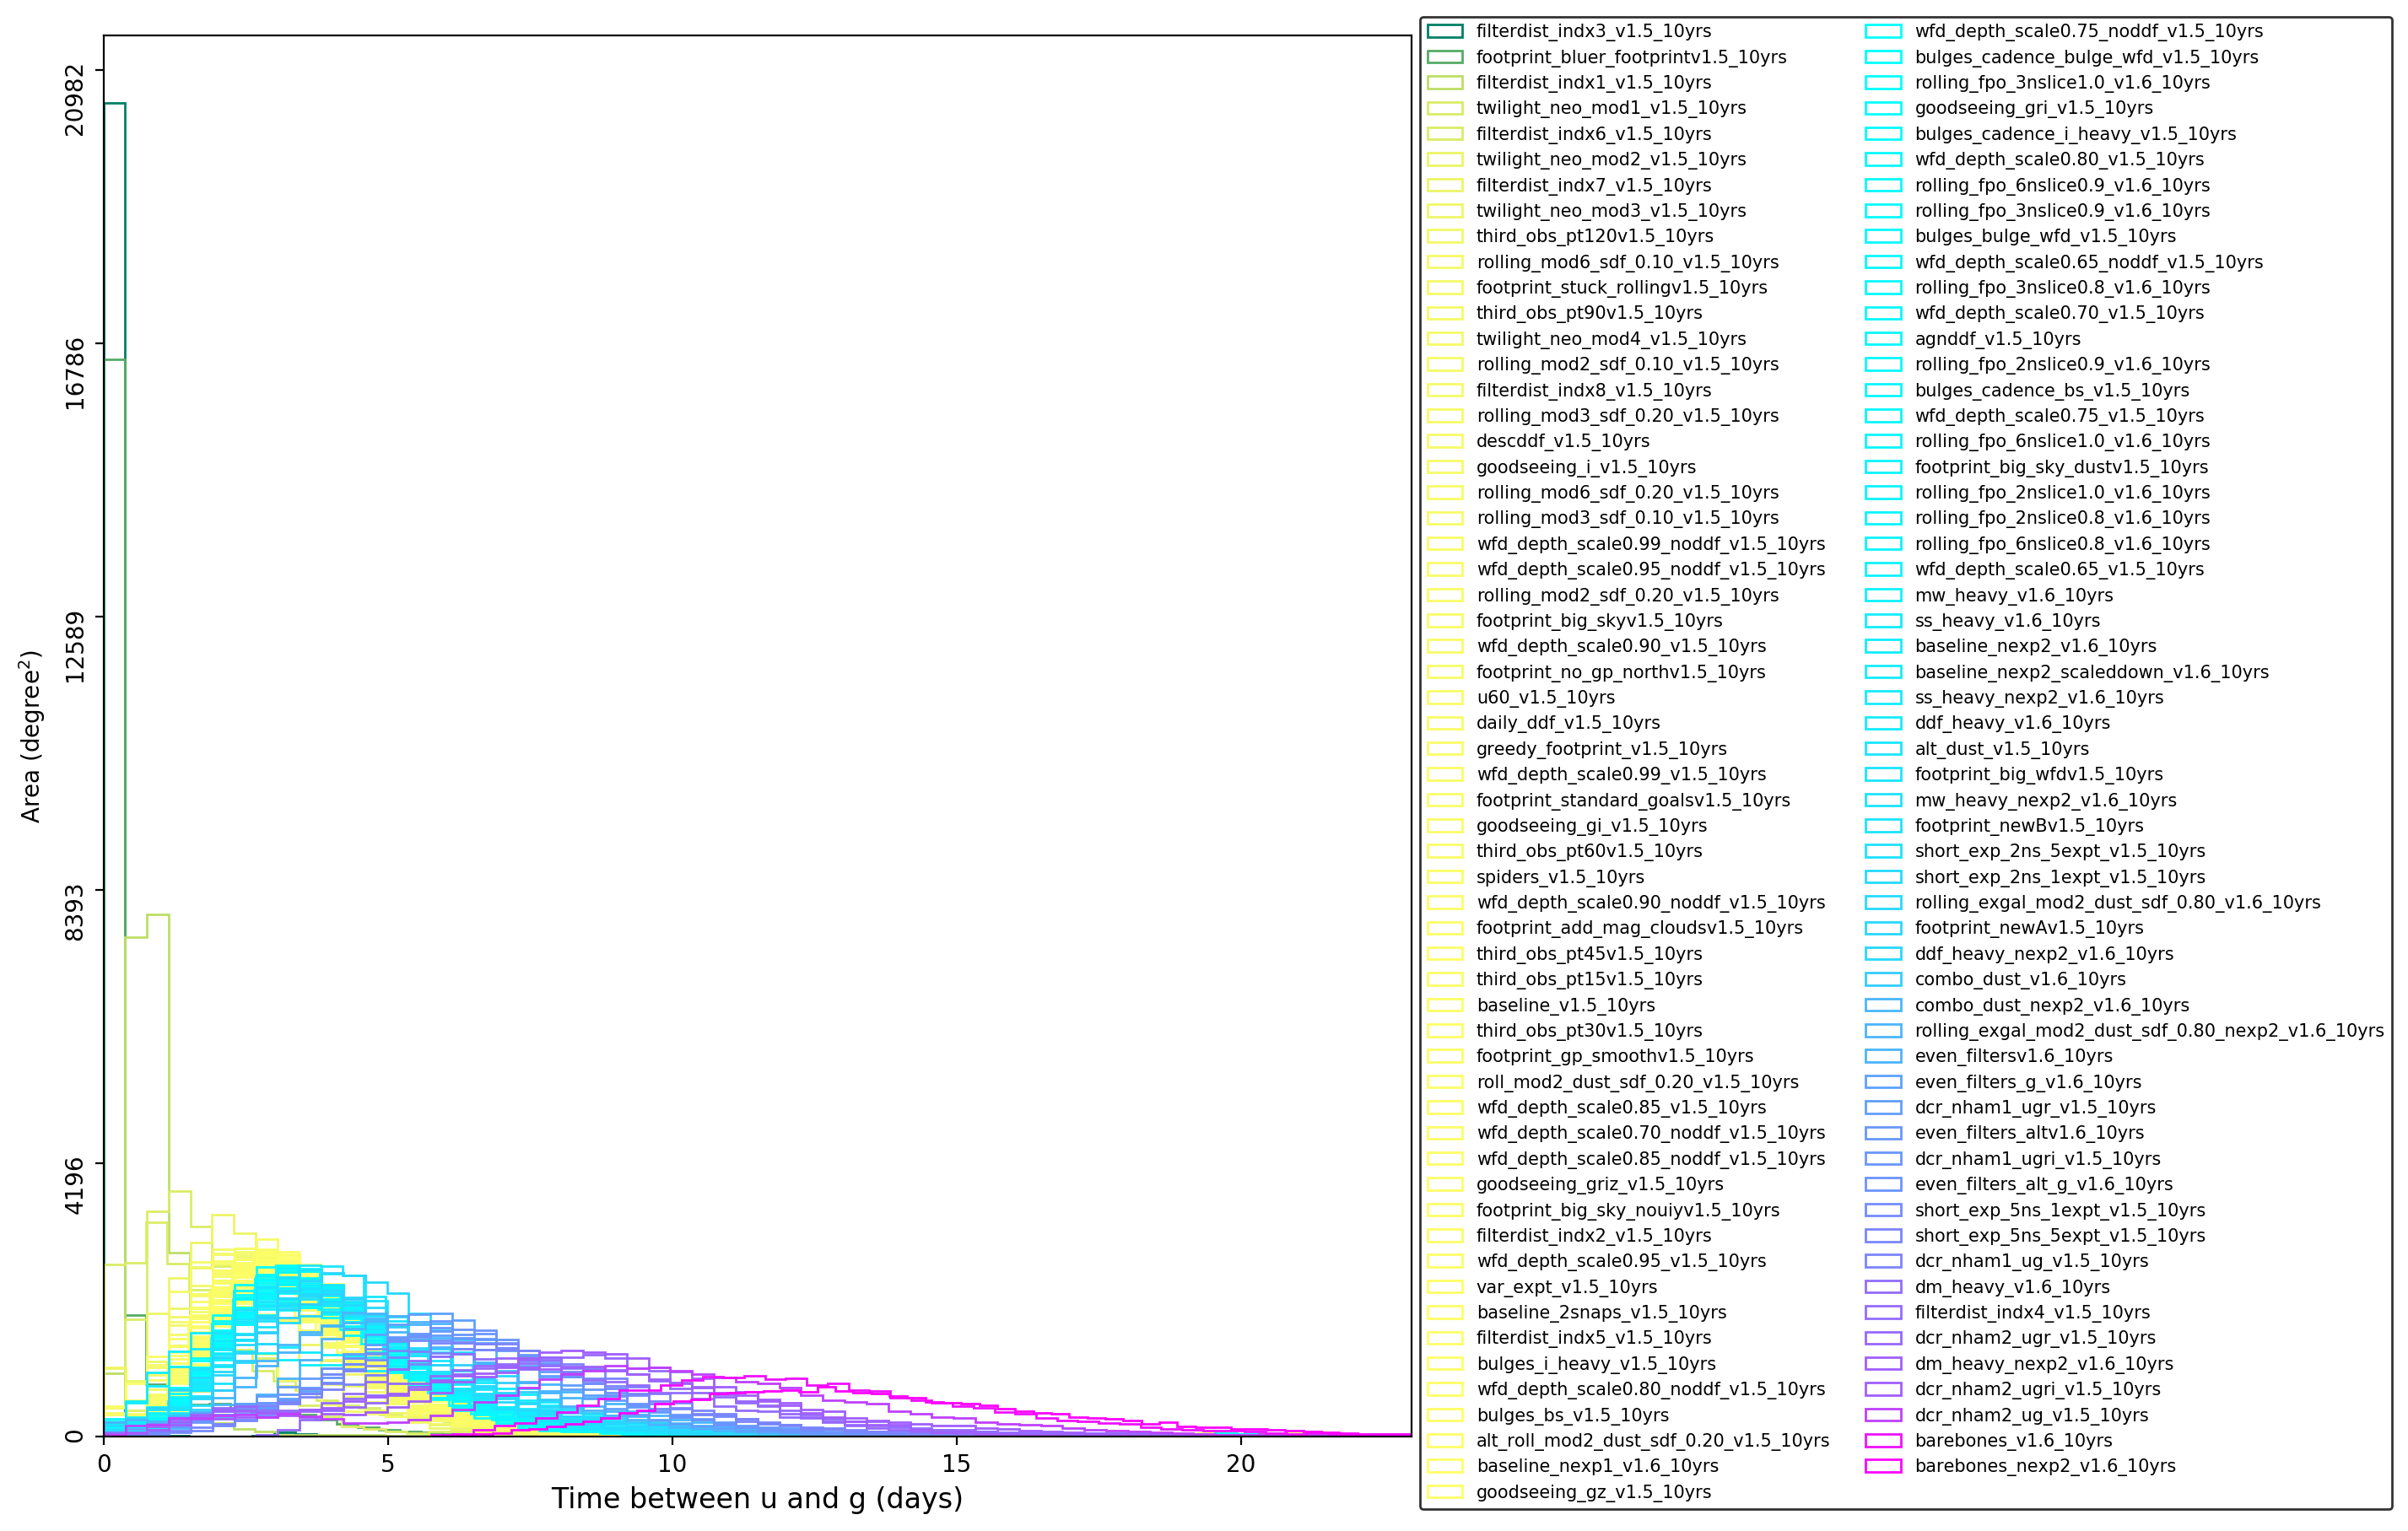 20982
16786
12589
8393
4196
0
Area (degree²)
0 5 10 15 20
Time between u and g (days)
filterdist_indx3_v1.5_10yrs
footprint_bluer_footprintv1.5_10yrs
filterdist_indx1_v1.5_10yrs
twilight_neo_mod1_v1.5_10yrs
filterdist_indx6_v1.5_10yrs
twilight_neo_mod2_v1.5_10yrs
filterdist_indx7_v1.5_10yrs
twilight_neo_mod3_v1.5_10yrs
third_obs_pt120v1.5_10yrs
rolling_mod6_sdf_0.10_v1.5_10yrs
footprint_stuck_rollingv1.5_10yrs
third_obs_pt90v1.5_10yrs
twilight_neo_mod4_v1.5_10yrs
rolling_mod2_sdf_0.10_v1.5_10yrs
filterdist_indx8_v1.5_10yrs
rolling_mod3_sdf_0.20_v1.5_10yrs
descddf_v1.5_10yrs
goodseeing_i_v1.5_10yrs
rolling_mod6_sdf_0.20_v1.5_10yrs
rolling_mod3_sdf_0.10_v1.5_10yrs
wfd_depth_scale0.99_noddf_v1.5_10yrs
wfd_depth_scale0.95_noddf_v1.5_10yrs
rolling_mod2_sdf_0.20_v1.5_10yrs
footprint_big_skyv1.5_10yrs
wfd_depth_scale0.90_v1.5_10yrs
footprint_no_gp_northv1.5_10yrs
u60_v1.5_10yrs
daily_ddf_v1.5_10yrs
greedy_footprint_v1.5_10yrs
wfd_depth_scale0.99_v1.5_10yrs
footprint_standard_goalsv1.5_10yrs
goodseeing_gi_v1.5_10yrs
third_obs_pt60v1.5_10yrs
spiders_v1.5_10yrs
wfd_depth_scale0.90_noddf_v1.5_10yrs
footprint_add_mag_cloudsv1.5_10yrs
third_obs_pt45v1.5_10yrs
third_obs_pt15v1.5_10yrs
baseline_v1.5_10yrs
third_obs_pt30v1.5_10yrs
footprint_gp_smoothv1.5_10yrs
roll_mod2_dust_sdf_0.20_v1.5_10yrs
wfd_depth_scale0.85_v1.5_10yrs
wfd_depth_scale0.70_noddf_v1.5_10yrs
wfd_depth_scale0.85_noddf_v1.5_10yrs
goodseeing_griz_v1.5_10yrs
footprint_big_sky_nouiyv1.5_10yrs
filterdist_indx2_v1.5_10yrs
wfd_depth_scale0.95_v1.5_10yrs
var_expt_v1.5_10yrs
baseline_2snaps_v1.5_10yrs
filterdist_indx5_v1.5_10yrs
bulges_i_heavy_v1.5_10yrs
wfd_depth_scale0.80_noddf_v1.5_10yrs
bulges_bs_v1.5_10yrs
alt_roll_mod2_dust_sdf_0.20_v1.5_10yrs
baseline_nexp1_v1.6_10yrs
goodseeing_gz_v1.5_10yrs
wfd_depth_scale0.75_noddf_v1.5_10yrs
bulges_cadence_bulge_wfd_v1.5_10yrs
rolling_fpo_3nslice1.0_v1.6_10yrs
goodseeing_gri_v1.5_10yrs
bulges_cadence_i_heavy_v1.5_10yrs
wfd_depth_scale0.80_v1.5_10yrs
rolling_fpo_6nslice0.9_v1.6_10yrs
rolling_fpo_3nslice0.9_v1.6_10yrs
bulges_bulge_wfd_v1.5_10yrs
wfd_depth_scale0.65_noddf_v1.5_10yrs
rolling_fpo_3nslice0.8_v1.6_10yrs
wfd_depth_scale0.70_v1.5_10yrs
agnddf_v1.5_10yrs
rolling_fpo_2nslice0.9_v1.6_10yrs
bulges_cadence_bs_v1.5_10yrs
wfd_depth_scale0.75_v1.5_10yrs
rolling_fpo_6nslice1.0_v1.6_10yrs
footprint_big_sky_dustv1.5_10yrs
rolling_fpo_2nslice1.0_v1.6_10yrs
rolling_fpo_2nslice0.8_v1.6_10yrs
rolling_fpo_6nslice0.8_v1.6_10yrs
wfd_depth_scale0.65_v1.5_10yrs
mw_heavy_v1.6_10yrs
ss_heavy_v1.6_10yrs
baseline_nexp2_v1.6_10yrs
baseline_nexp2_scaleddown_v1.6_10yrs
ss_heavy_nexp2_v1.6_10yrs
ddf_heavy_v1.6_10yrs
alt_dust_v1.5_10yrs
footprint_big_wfdv1.5_10yrs
mw_heavy_nexp2_v1.6_10yrs
footprint_newBv1.5_10yrs
short_exp_2ns_5expt_v1.5_10yrs
short_exp_2ns_1expt_v1.5_10yrs
rolling_exgal_mod2_dust_sdf_0.80_v1.6_10yrs
footprint_newAv1.5_10yrs
ddf_heavy_nexp2_v1.6_10yrs
combo_dust_v1.6_10yrs
combo_dust_nexp2_v1.6_10yrs
rolling_exgal_mod2_dust_sdf_0.80_nexp2_v1.6_10yrs
even_filtersv1.6_10yrs
even_filters_g_v1.6_10yrs
dcr_nham1_ugr_v1.5_10yrs
even_filters_altv1.6_10yrs
dcr_nham1_ugri_v1.5_10yrs
even_filters_alt_g_v1.6_10yrs
short_exp_5ns_1expt_v1.5_10yrs
short_exp_5ns_5expt_v1.5_10yrs
dcr_nham1_ug_v1.5_10yrs
dm_heavy_v1.6_10yrs
filterdist_indx4_v1.5_10yrs
dcr_nham2_ugr_v1.5_10yrs
dm_heavy_nexp2_v1.6_10yrs
dcr_nham2_ugri_v1.5_10yrs
dcr_nham2_ug_v1.5_10yrs
barebones_v1.6_10yrs
barebones_nexp2_v1.6_10yrs